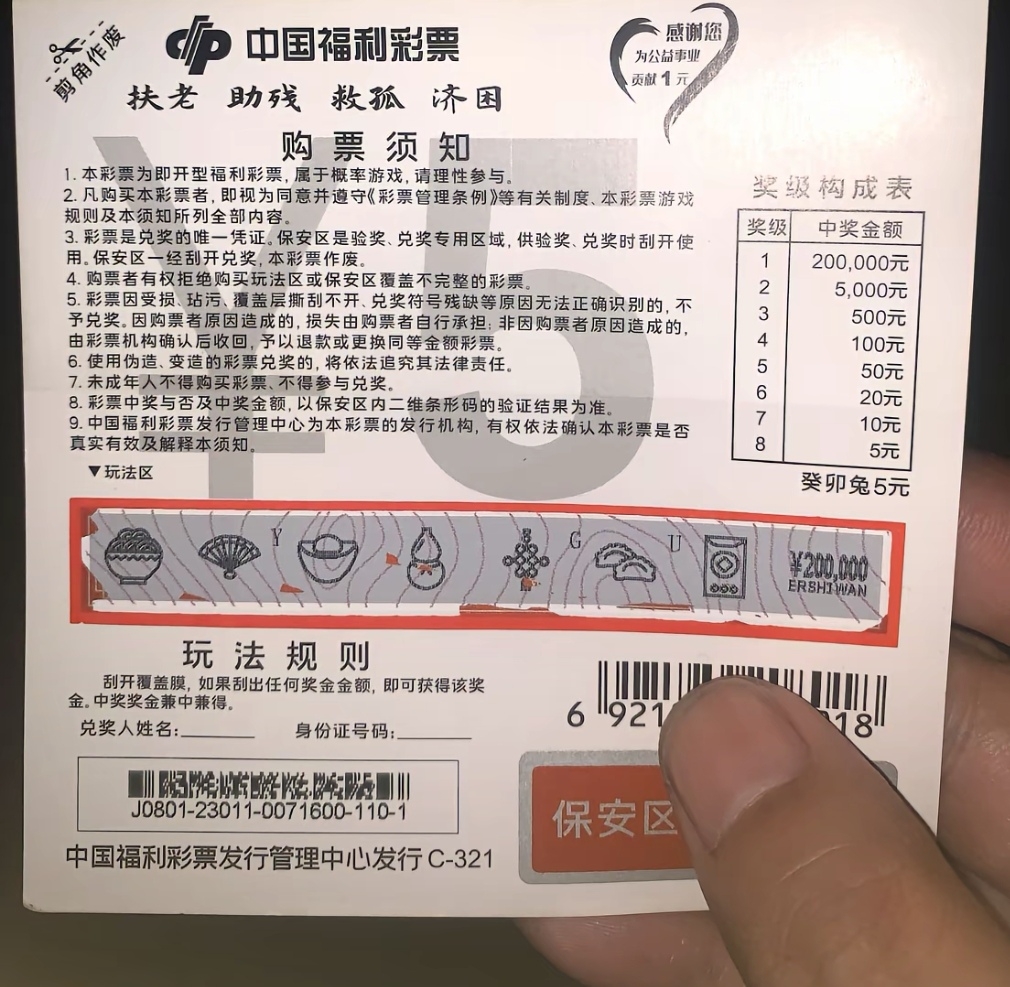 剪角作废
中国福利彩票
感谢您
为公益事业
贡献1元
扶老 助残 救孤 济困
¥5
购票须知
1. 本彩票为即开型福利彩票, 属于概率游戏, 请理性参与。
2. 凡购买本彩票者, 即视为同意并遵守《彩票管理条例》等有关制度、本彩票游戏
规则及本须知所列全部内容。
3. 彩票是兑奖的唯一凭证。保安区是验奖、兑奖专用区域, 供验奖、兑奖时刮开使
用。保安区一经刮开兑奖, 本彩票作废。
4. 购票者有权拒绝购买玩法区或保安区覆盖不完整的彩票。
5. 彩票因受损、玷污、覆盖层撕刮不开、兑奖符号残缺等原因无法正确识别的, 不
予兑奖。因购票者原因造成的, 损失由购票者自行承担; 非因购票者原因造成的,
由彩票机构确认后收回, 予以退款或更换同等金额彩票。
6. 使用伪造、变造的彩票兑奖的, 将依法追究其法律责任。
7. 未成年人不得购买彩票、不得参与兑奖。
8. 彩票中奖与否及中奖金额, 以保安区内二维条形码的验证结果为准。
9. 中国福利彩票发行管理中心为本彩票的发行机构, 有权依法确认本彩票是否
真实有效及解释本须知。
奖级构成表
奖级 中奖金额
1 200,000元
2 5,000元
3 500元
4 100元
5 50元
6 20元
7 10元
8 5元
癸卯兔5元
▼玩法区
Y G U
¥200,000
ERSHIWAN
玩法规则
刮开覆盖膜, 如果刮出任何奖金金额, 即可获得该奖
金。中奖奖金兼中兼得。
兑奖人姓名:______ 身份证号码:______
6 921 018
J0801-23011-0071600-110-1
保安区
中国福利彩票发行管理中心发行 C-321